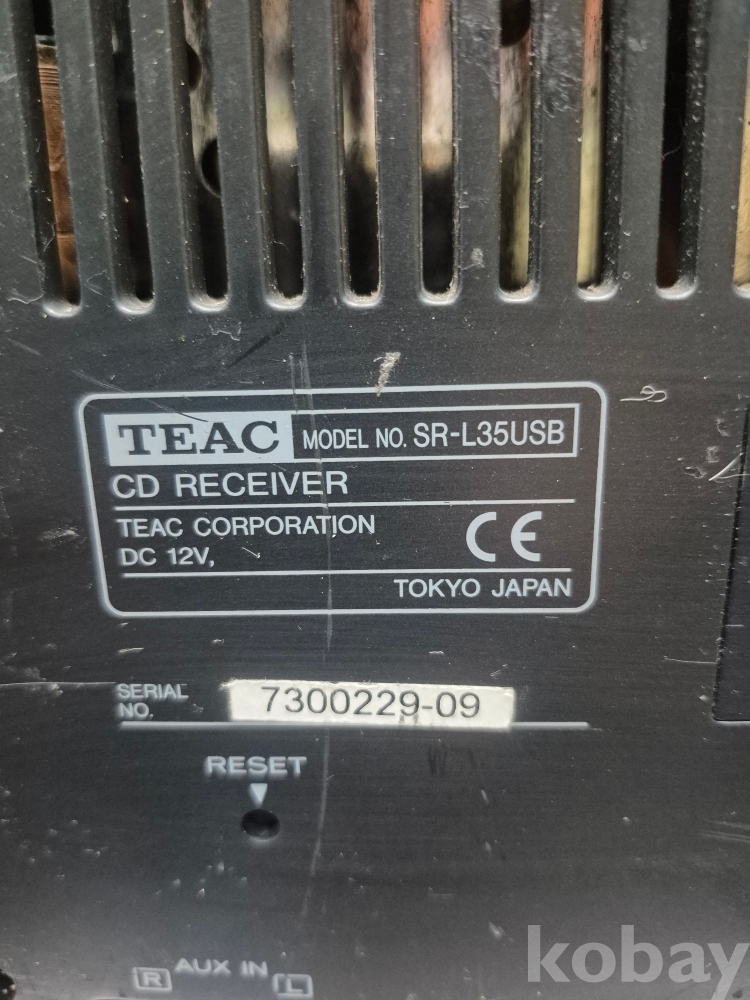 TEAC MODEL NO. SR-L35USB
CD RECEIVER
TEAC CORPORATION
DC 12V,
CE
TOKYO JAPAN
SERIAL
NO.
7300229-09
RESET
R AUX IN L
kobay